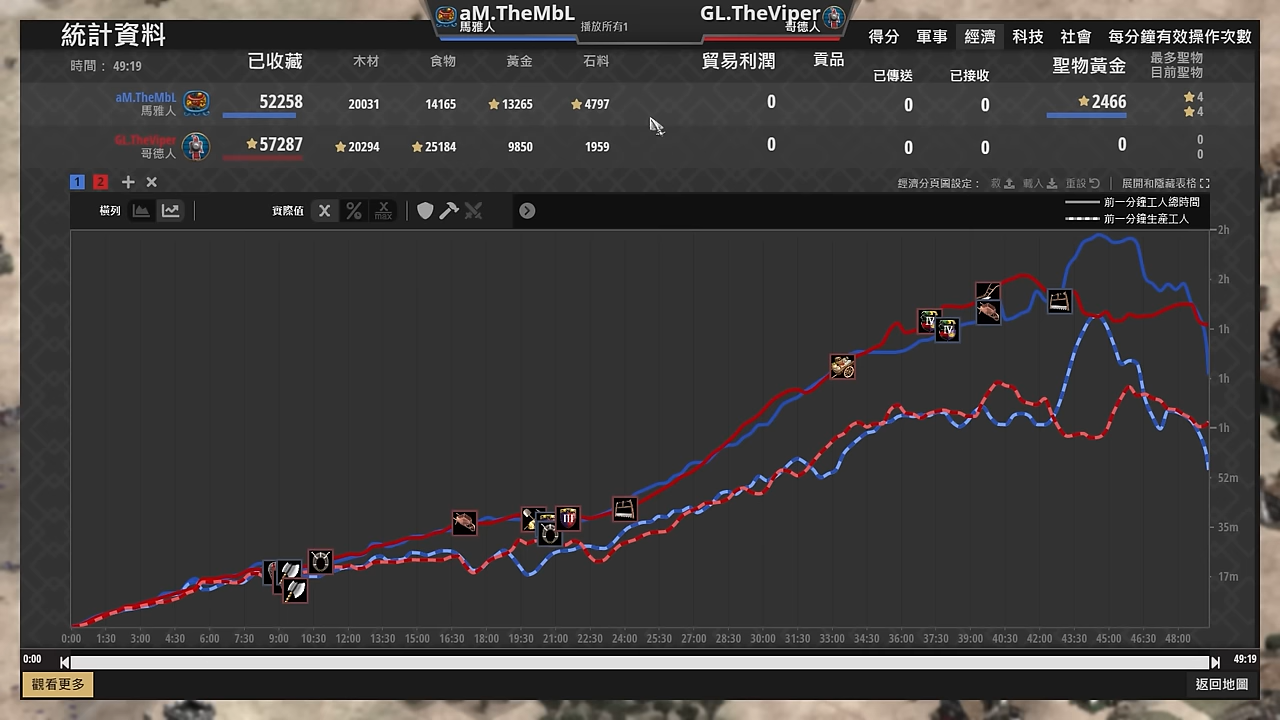 aM.TheMbL
馬雅人
播放所有1
GL.TheViper
哥德人
統計資料
得分 軍事 經濟 科技 社會 每分鐘有效操作次數
時間： 49:19
已收藏 木材 食物 黃金 石料 貿易利潤 貢品 已傳送 已接收 聖物黃金 最多聖物 目前聖物
aM.TheMbL
馬雅人
52258 20031 14165 13265 4797 0 0 0 2466 4 4
GL.TheViper
哥德人
57287 20294 25184 9850 1959 0 0 0 0 0 0
1 2
經濟分頁圖設定： 載入 重設 展開和隱藏表格
橫列 實際值 X % X max
前一分鐘工人總時間
前一分鐘生產工人
2h
2h
1h
1h
1h
52m
35m
17m
IV
IV
III
0:00 1:30 3:00 4:30 6:00 7:30 9:00 10:30 12:00 13:30 15:00 16:30 18:00 19:30 21:00 22:30 24:00 25:30 27:00 28:30 30:00 31:30 33:00 34:30 36:00 37:30 39:00 40:30 42:00 43:30 45:00 46:30 48:00
0:00 49:19
觀看更多 返回地圖